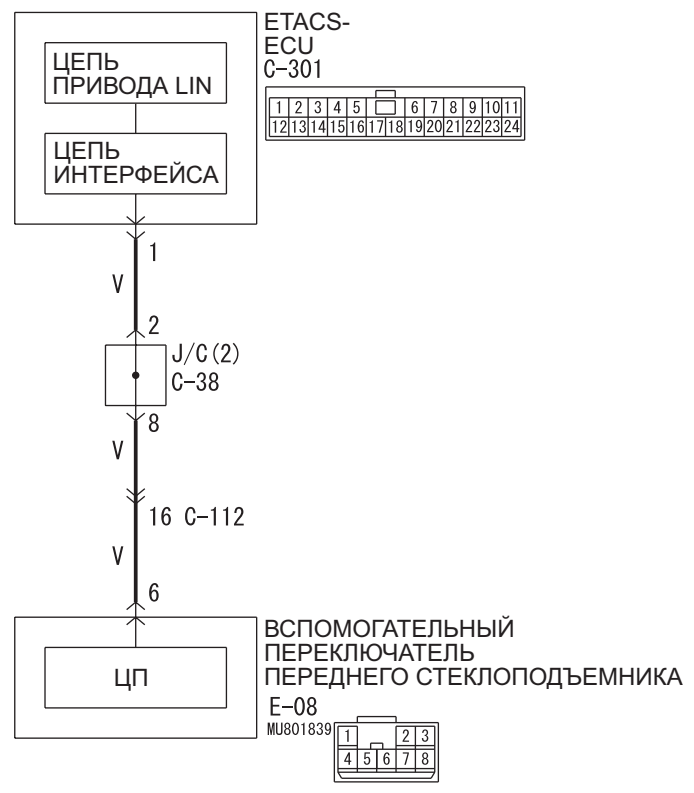 ETACS-
ECU
C-301
ЦЕПЬ
ПРИВОДА LIN
1 2 3 4 5 6 7 8 9 10 11
12 13 14 15 16 17 18 19 20 21 22 23 24
ЦЕПЬ
ИНТЕРФЕЙСА
1
V
2
J/C(2)
C-38
8
V
16 C-112
V
6
ВСПОМОГАТЕЛЬНЫЙ
ПЕРЕКЛЮЧАТЕЛЬ
ПЕРЕДНЕГО СТЕКЛОПОДЪЕМНИКА
ЦП
E-08
MU801839
1 2 3
4 5 6 7 8